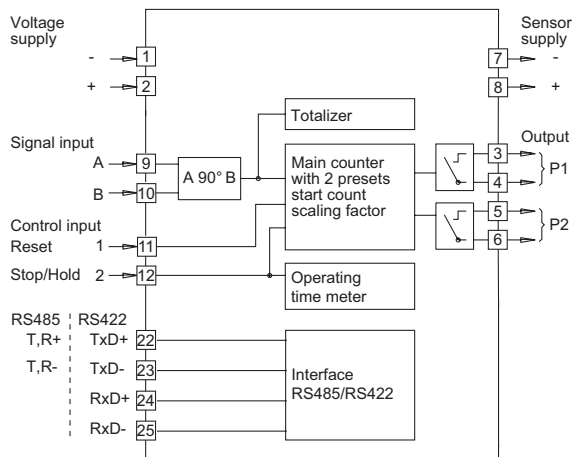 Voltage supply
- 1
+ 2
Sensor supply
7 -
8 +
Signal input
A 9
B 10
A 90° B
Totalizer
Main counter
with 2 presets
start count
scaling factor
Output
3
4
P1
5
6
P2
Control input
Reset 1 11
Stop/Hold 2 12
Operating
time meter
RS485 RS422
T,R+ TxD+ 22
T,R- TxD- 23
RxD+ 24
RxD- 25
Interface
RS485/RS422